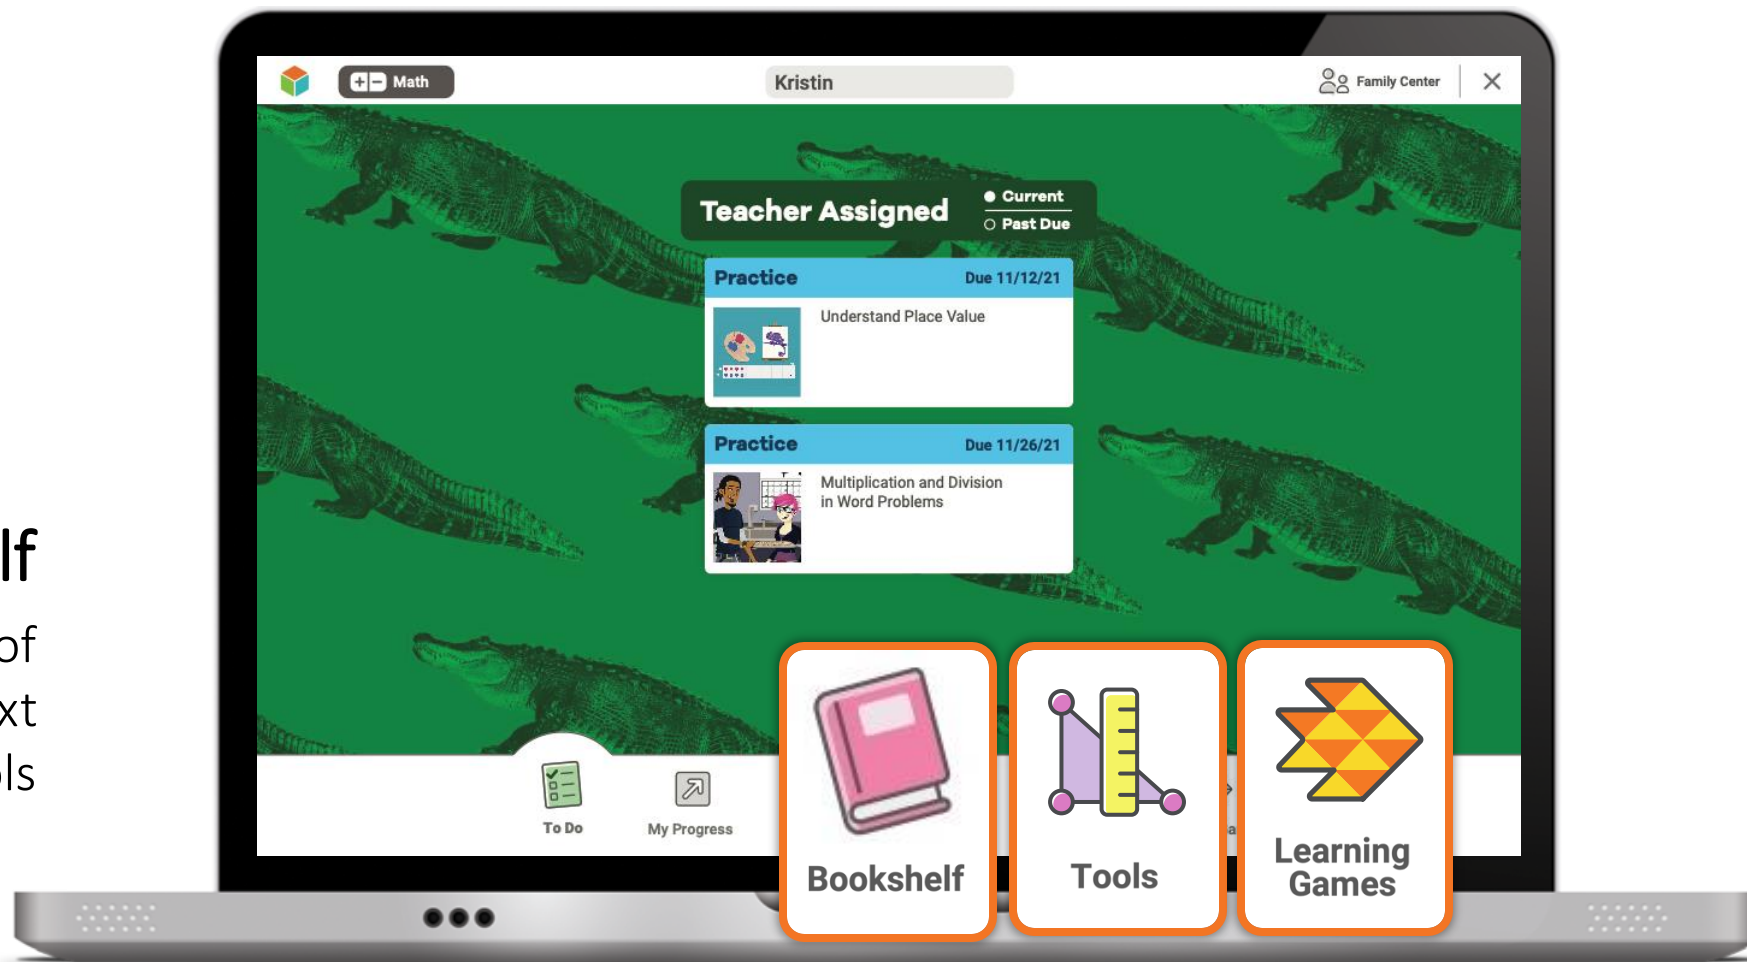 Math
Kristin
Family Center
Teacher Assigned
Current
Past Due
Practice
Due 11/12/21
Understand Place Value
Practice
Due 11/26/21
Multiplication and Division
in Word Problems
lf
of
xt
ols
To Do
My Progress
Bookshelf
Tools
Learning
Games